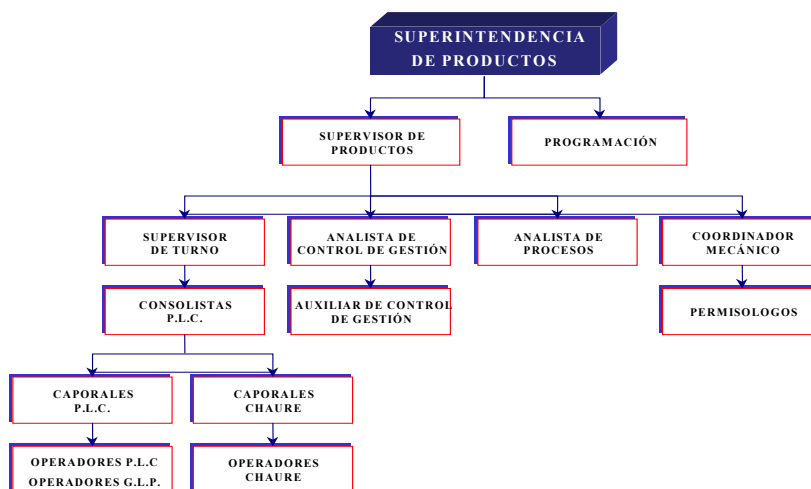 SUPERINTENDENCIA
DE PRODUCTOS
SUPERVISOR DE
PRODUCTOS
PROGRAMACIÓN
SUPERVISOR
DE TURNO
ANALISTA DE
CONTROL DE GESTIÓN
ANALISTA DE
PROCESOS
COORDINADOR
MECÁNICO
CONSOLISTAS
P.L.C.
AUXILIAR DE CONTROL
DE GESTIÓN
PERMISOLOGOS
CAPORALES
P.L.C.
CAPORALES
CHAURE
OPERADORES P.L.C
OPERADORES G.L.P.
OPERADORES
CHAURE